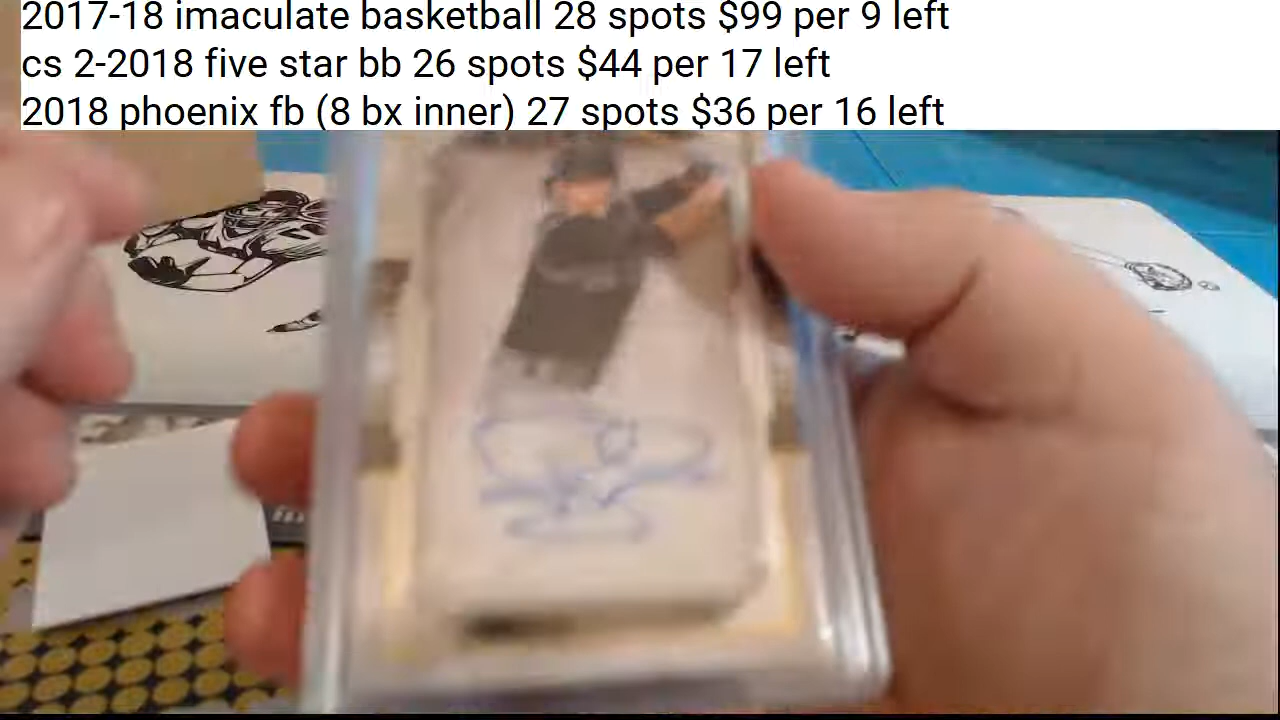 2017-18 imaculate basketball 28 spots $99 per 9 left
cs 2-2018 five star bb 26 spots $44 per 17 left
2018 phoenix fb (8 bx inner) 27 spots $36 per 16 left